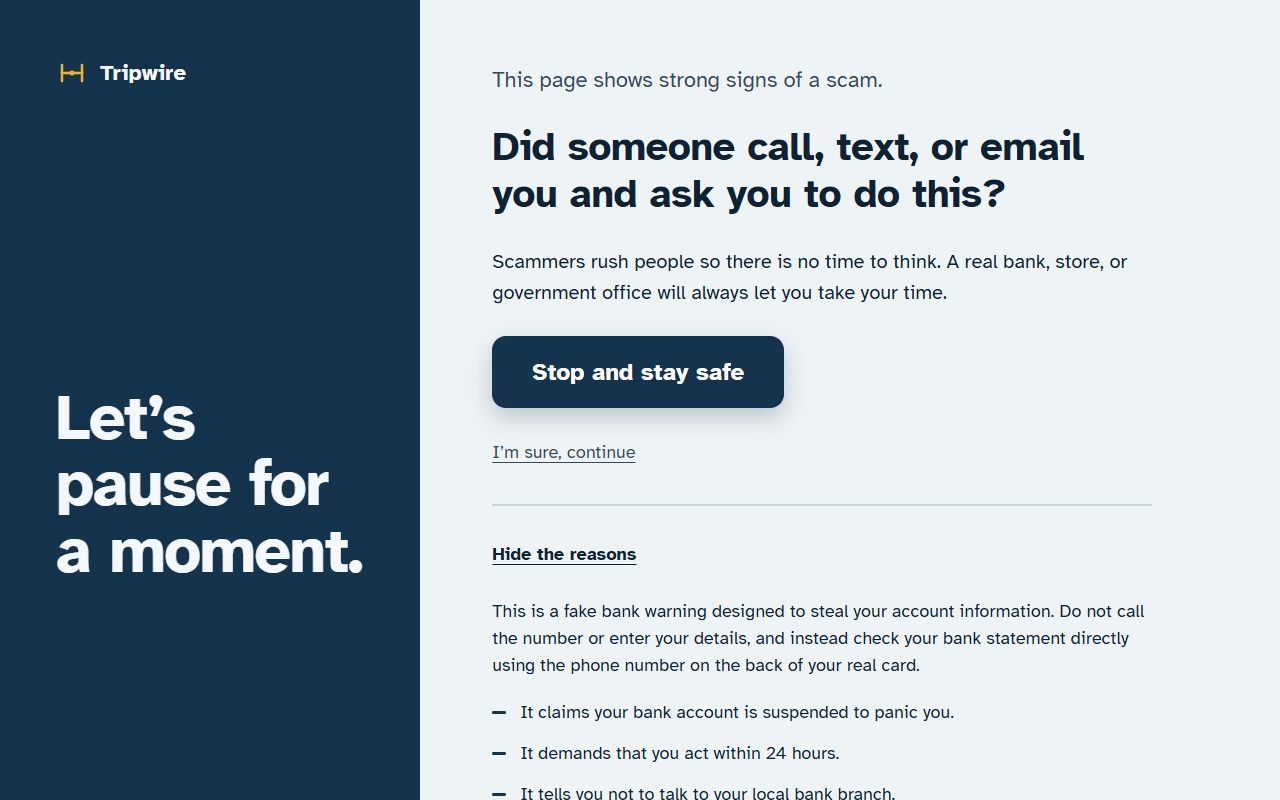 Tripwire
Let’s
pause for
a moment.
This page shows strong signs of a scam.
Did someone call, text, or email
you and ask you to do this?
Scammers rush people so there is no time to think. A real bank, store, or
government office will always let you take your time.
Stop and stay safe
I’m sure, continue
Hide the reasons
This is a fake bank warning designed to steal your account information. Do not call
the number or enter your details, and instead check your bank statement directly
using the phone number on the back of your real card.
It claims your bank account is suspended to panic you.
It demands that you act within 24 hours.
It tells you not to talk to your local bank branch.